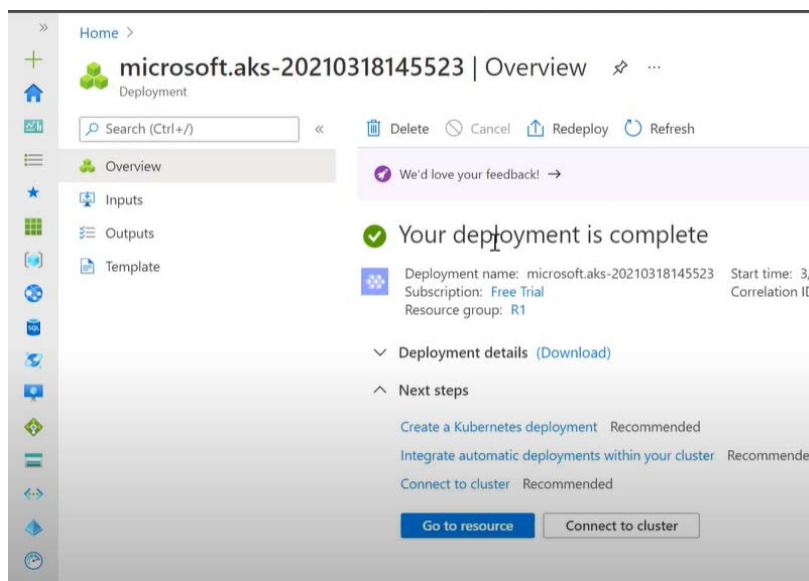 Home >
microsoft.aks-20210318145523 | Overview
Deployment
Search (Ctrl+/)
Delete Cancel Redeploy Refresh
Overview
Inputs
Outputs
Template
We'd love your feedback! →
Your deployment is complete
Deployment name: microsoft.aks-20210318145523 Start time: 3,
Subscription: Free Trial Correlation ID
Resource group: R1
Deployment details (Download)
Next steps
Create a Kubernetes deployment Recommended
Integrate automatic deployments within your cluster Recommende
Connect to cluster Recommended
Go to resource Connect to cluster
SQL